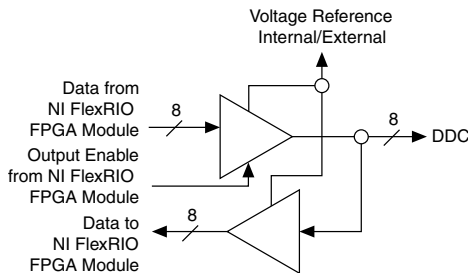 Voltage Reference
Internal/External
Data from
NI FlexRIO
FPGA Module
8
8
DDC
Output Enable
from NI FlexRIO
FPGA Module
Data to
NI FlexRIO
FPGA Module
8